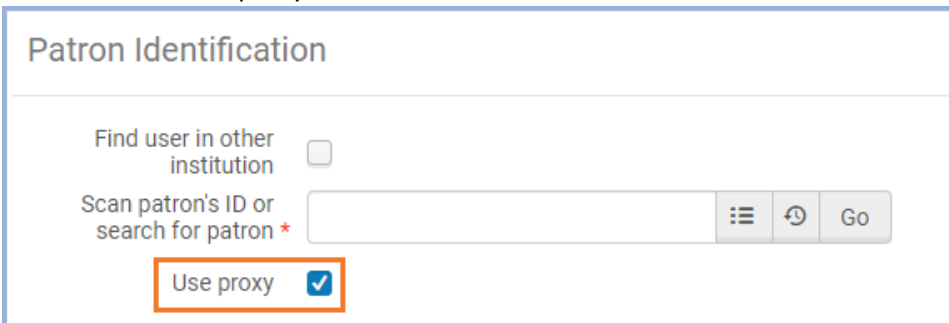 Patron Identification
Find user in other
institution
Scan patron's ID or
search for patron *
Go
Use proxy